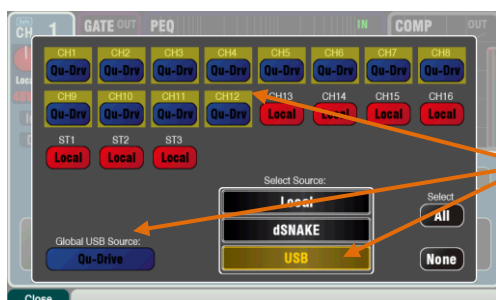 CH 1 GATE OUT PEQ IN COMP OUT
CH1 CH2 CH3 CH4 CH5 CH6 CH7 CH8
Qu-Drv Qu-Drv Qu-Drv Qu-Drv Qu-Drv Qu-Drv Qu-Drv Qu-Drv
CH9 CH10 CH11 CH12 CH13 CH14 CH15 CH16
Qu-Drv Qu-Drv Qu-Drv Qu-Drv Local Local Local Local
ST1 ST2 ST3
Local Local Local
Select Source:
Local
Select
All
dSNAKE
Global USB Source:
Qu-Drive
USB
None
Close